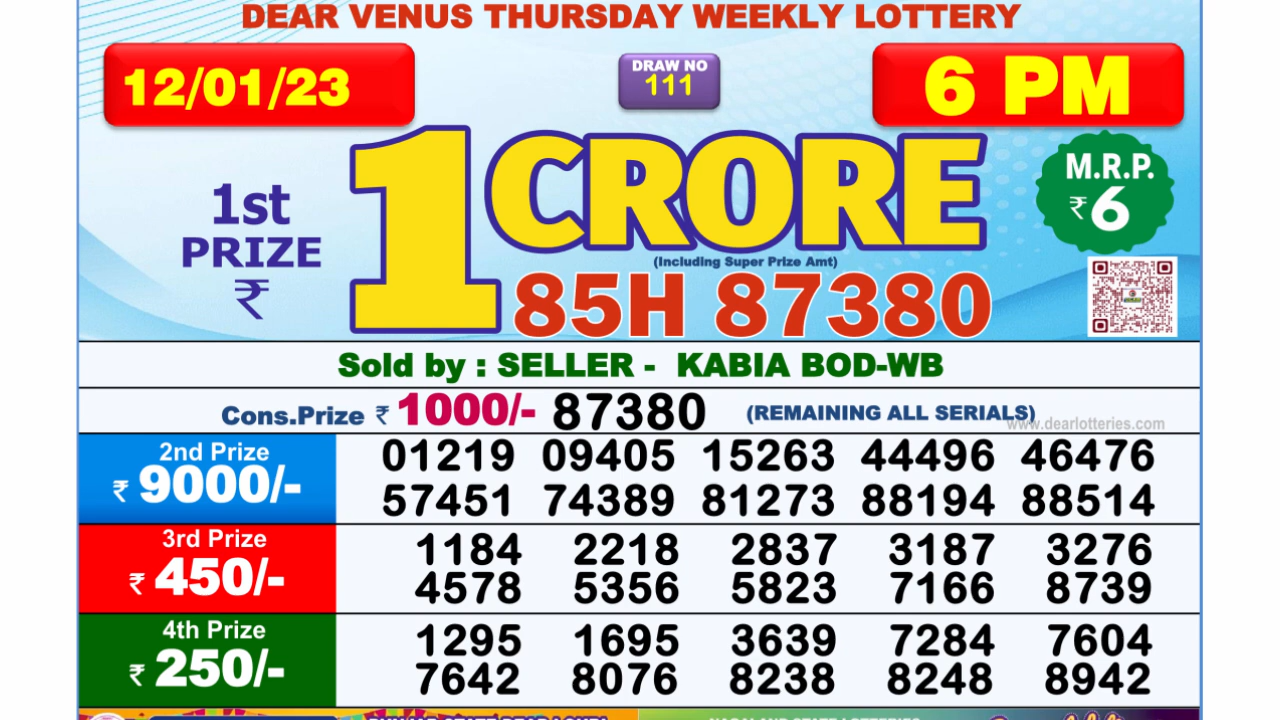 DEAR VENUS THURSDAY WEEKLY LOTTERY
12/01/23
DRAW NO
111
6 PM
1st
PRIZE
₹
1 CRORE
(Including Super Prize Amt)
85H 87380
M.R.P.
₹6
Sold by : SELLER - KABIA BOD-WB
Cons.Prize ₹ 1000/- 87380 (REMAINING ALL SERIALS)
www.dearlotteries.com
2nd Prize
₹ 9000/-
01219 09405 15263 44496 46476
57451 74389 81273 88194 88514
3rd Prize
₹ 450/-
1184 2218 2837 3187 3276
4578 5356 5823 7166 8739
4th Prize
₹ 250/-
1295 1695 3639 7284 7604
7642 8076 8238 8248 8942
NAGALAND STATE LOTTERIES